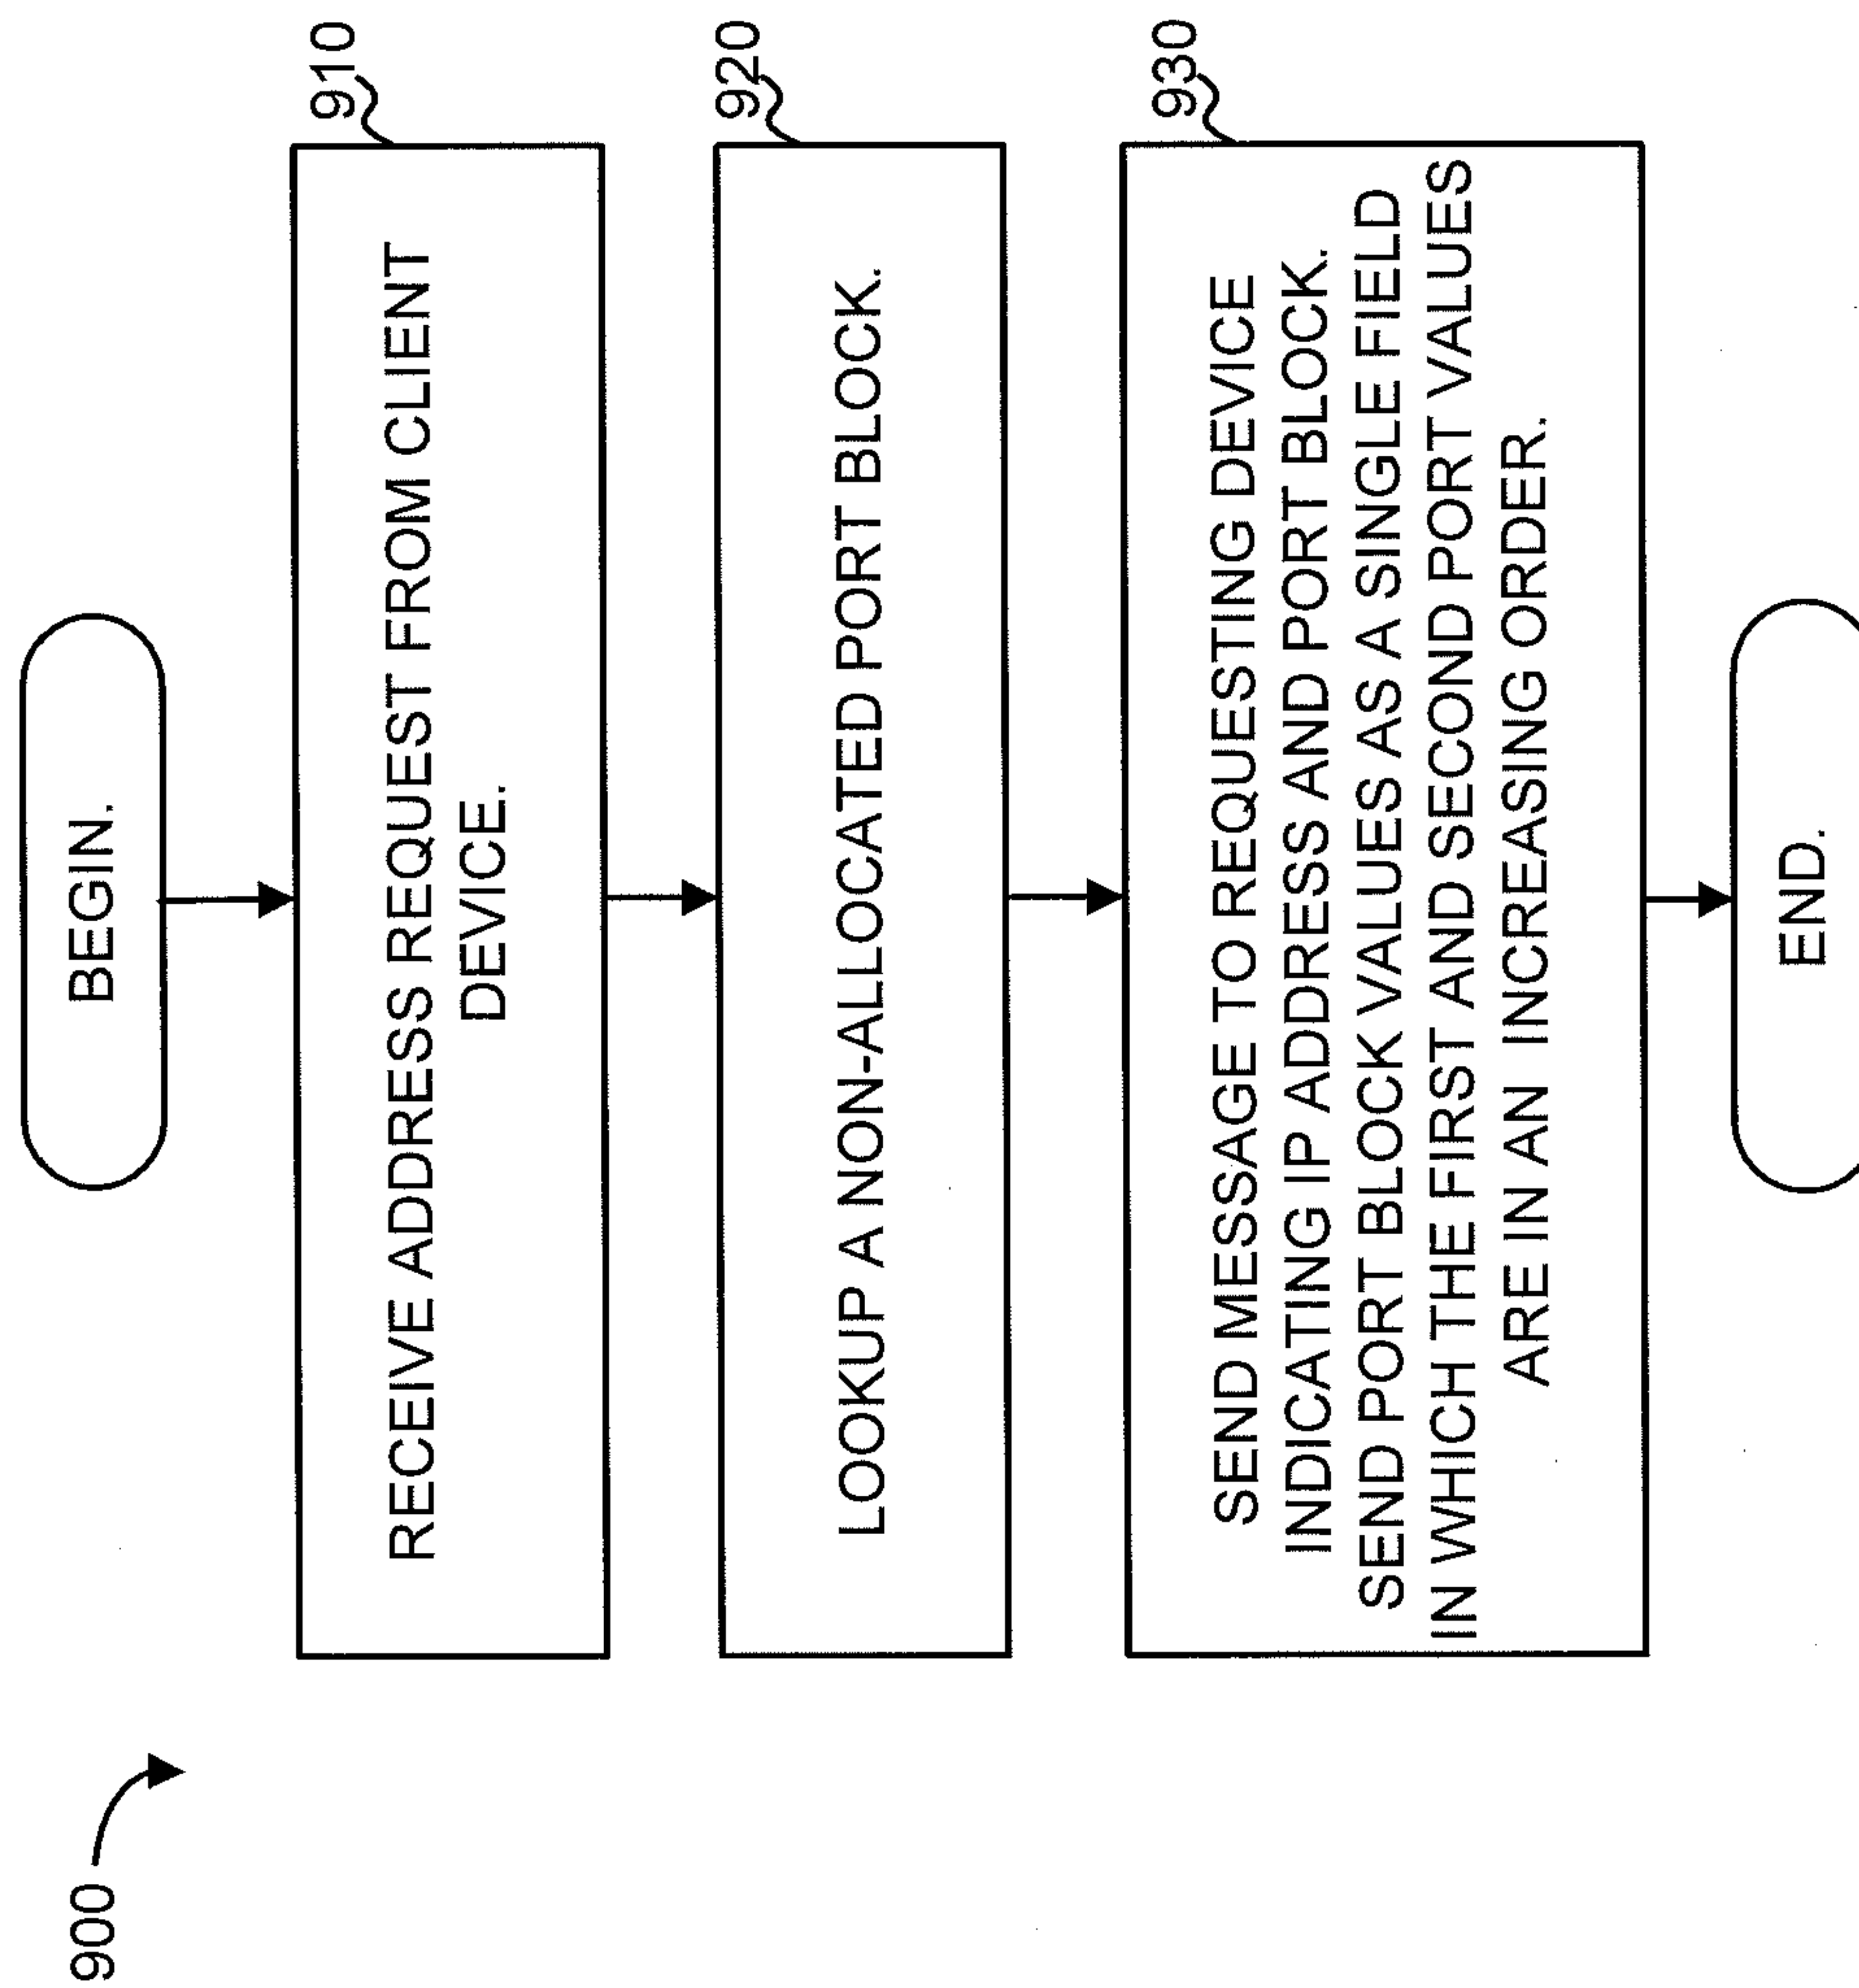 900
BEGIN.
910
RECEIVE ADDRESS REQUEST FROM CLIENT
DEVICE.
920
LOOKUP A NON-ALLOCATED PORT BLOCK.
930
SEND MESSAGE TO REQUESTING DEVICE
INDICATING IP ADDRESS AND PORT BLOCK.
SEND PORT BLOCK VALUES AS A SINGLE FIELD
IN WHICH THE FIRST AND SECOND PORT VALUES
ARE IN AN INCREASING ORDER.
END.